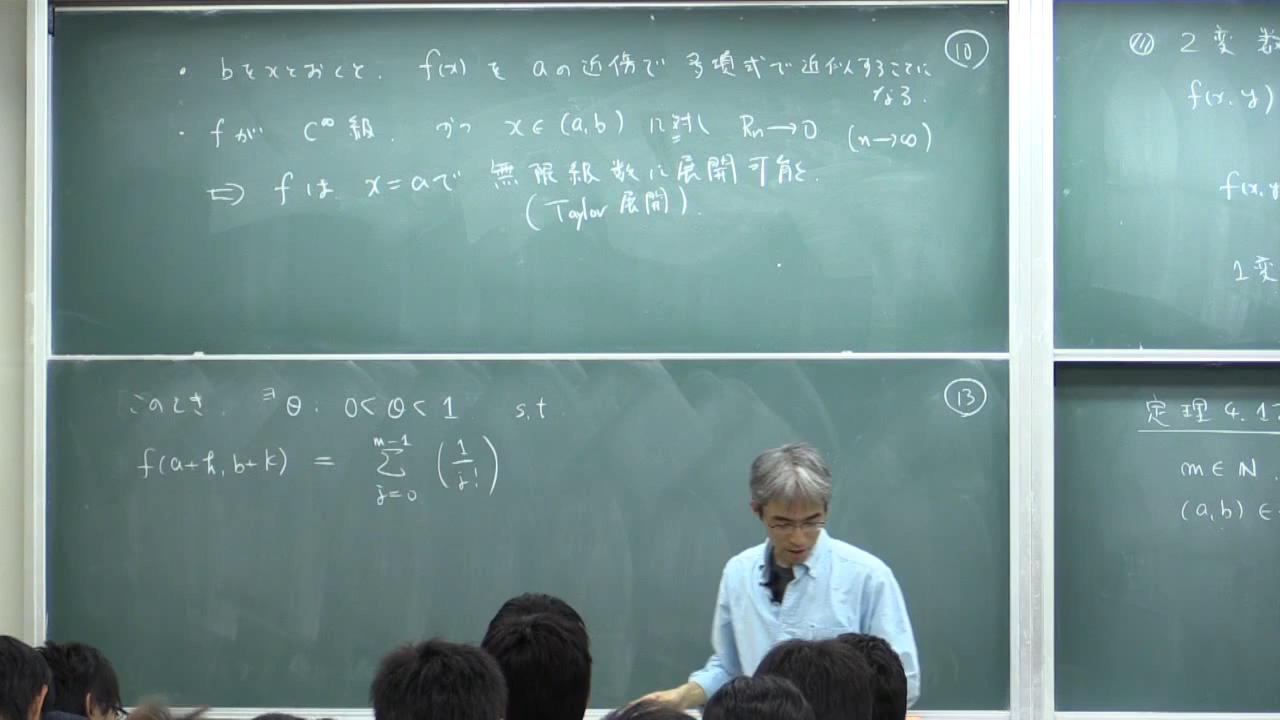 ⑩
・ bをxとおくと、 f(x) を aの近傍で 多項式で近似することに
なる.
・ fが C^∞級. かつ x∈(a,b) に対し Rn→0 (n→∞)
⇨ fは x=aで 無限級数に展開可能.
(Taylor 展開).
⑬
このとき. ∃θ: 0<θ<1 s.t.
f(a+h, b+k) = Σ_{j=0}^{m-1} (1/j!)
⑪ 2変数
f(x,y)
f(x,y
1変
定理 4.1
m∈N.
(a,b)∈